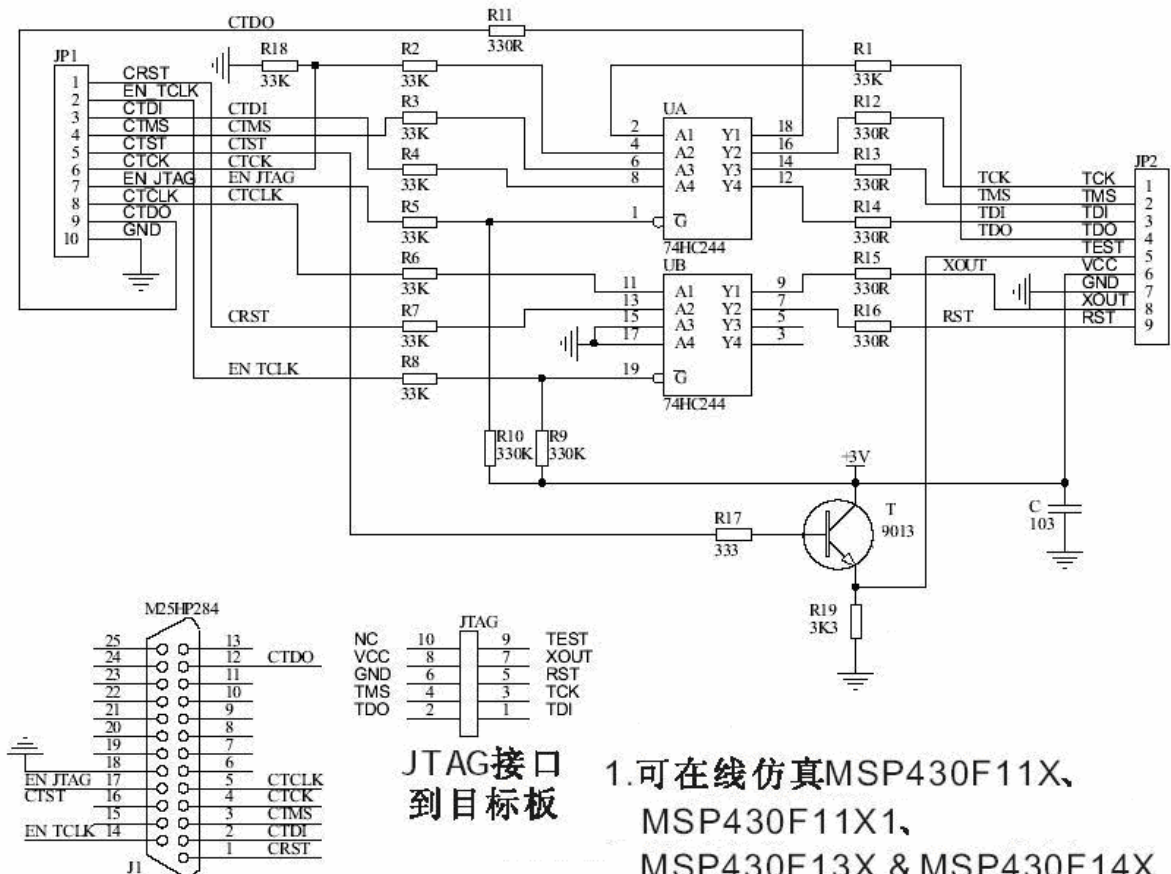 CTDO
R11
330R
JP1
R18
33K
R2
33K
R1
33K
1 CRST
2 EN_TCLK
3 CTDI CTDI
4 CTMS CTMS
5 CTST CTST
6 CTCK CTCK
7 EN_JTAG EN JTAG
8 CTCLK CTCLK
9 CTDO
10 GND
R3
33K
R4
33K
R5
33K
R6
33K
CRST
R7
33K
EN TCLK
R8
33K
UA
2 A1 Y1 18
4 A2 Y2 16
6 A3 Y3 14
8 A4 Y4 12
1 G
74HC244
UB
11 A1 Y1 9
13 A2 Y2 7
15 A3 Y3 5
17 A4 Y4 3
19 G
74HC244
R12
330R
R13
330R
R14
330R
R15
330R
R16
330R
JP2
TCK TCK 1
TMS TMS 2
TDI TDI 3
TDO TDO 4
TEST 5
VCC 6
GND 7
XOUT XOUT 8
RST RST 9
R10
330K
R9
330K
+3V
R17
333
T
9013
C
103
R19
3K3
M25HP284
25 13
24 12 CTDO
23 11
22 10
21 9
20 8
19 7
18 6
EN JTAG 17 5 CTCLK
CTST 16 4 CTCK
15 3 CTMS
EN TCLK 14 2 CTDI
1 CRST
J1
JTAG
NC 10 9 TEST
VCC 8 7 XOUT
GND 6 5 RST
TMS 4 3 TCK
TDO 2 1 TDI
JTAG接口
到目标板
1.可在线仿真MSP430F11X、
MSP430F11X1、
MSP430F13X & MSP430F14X